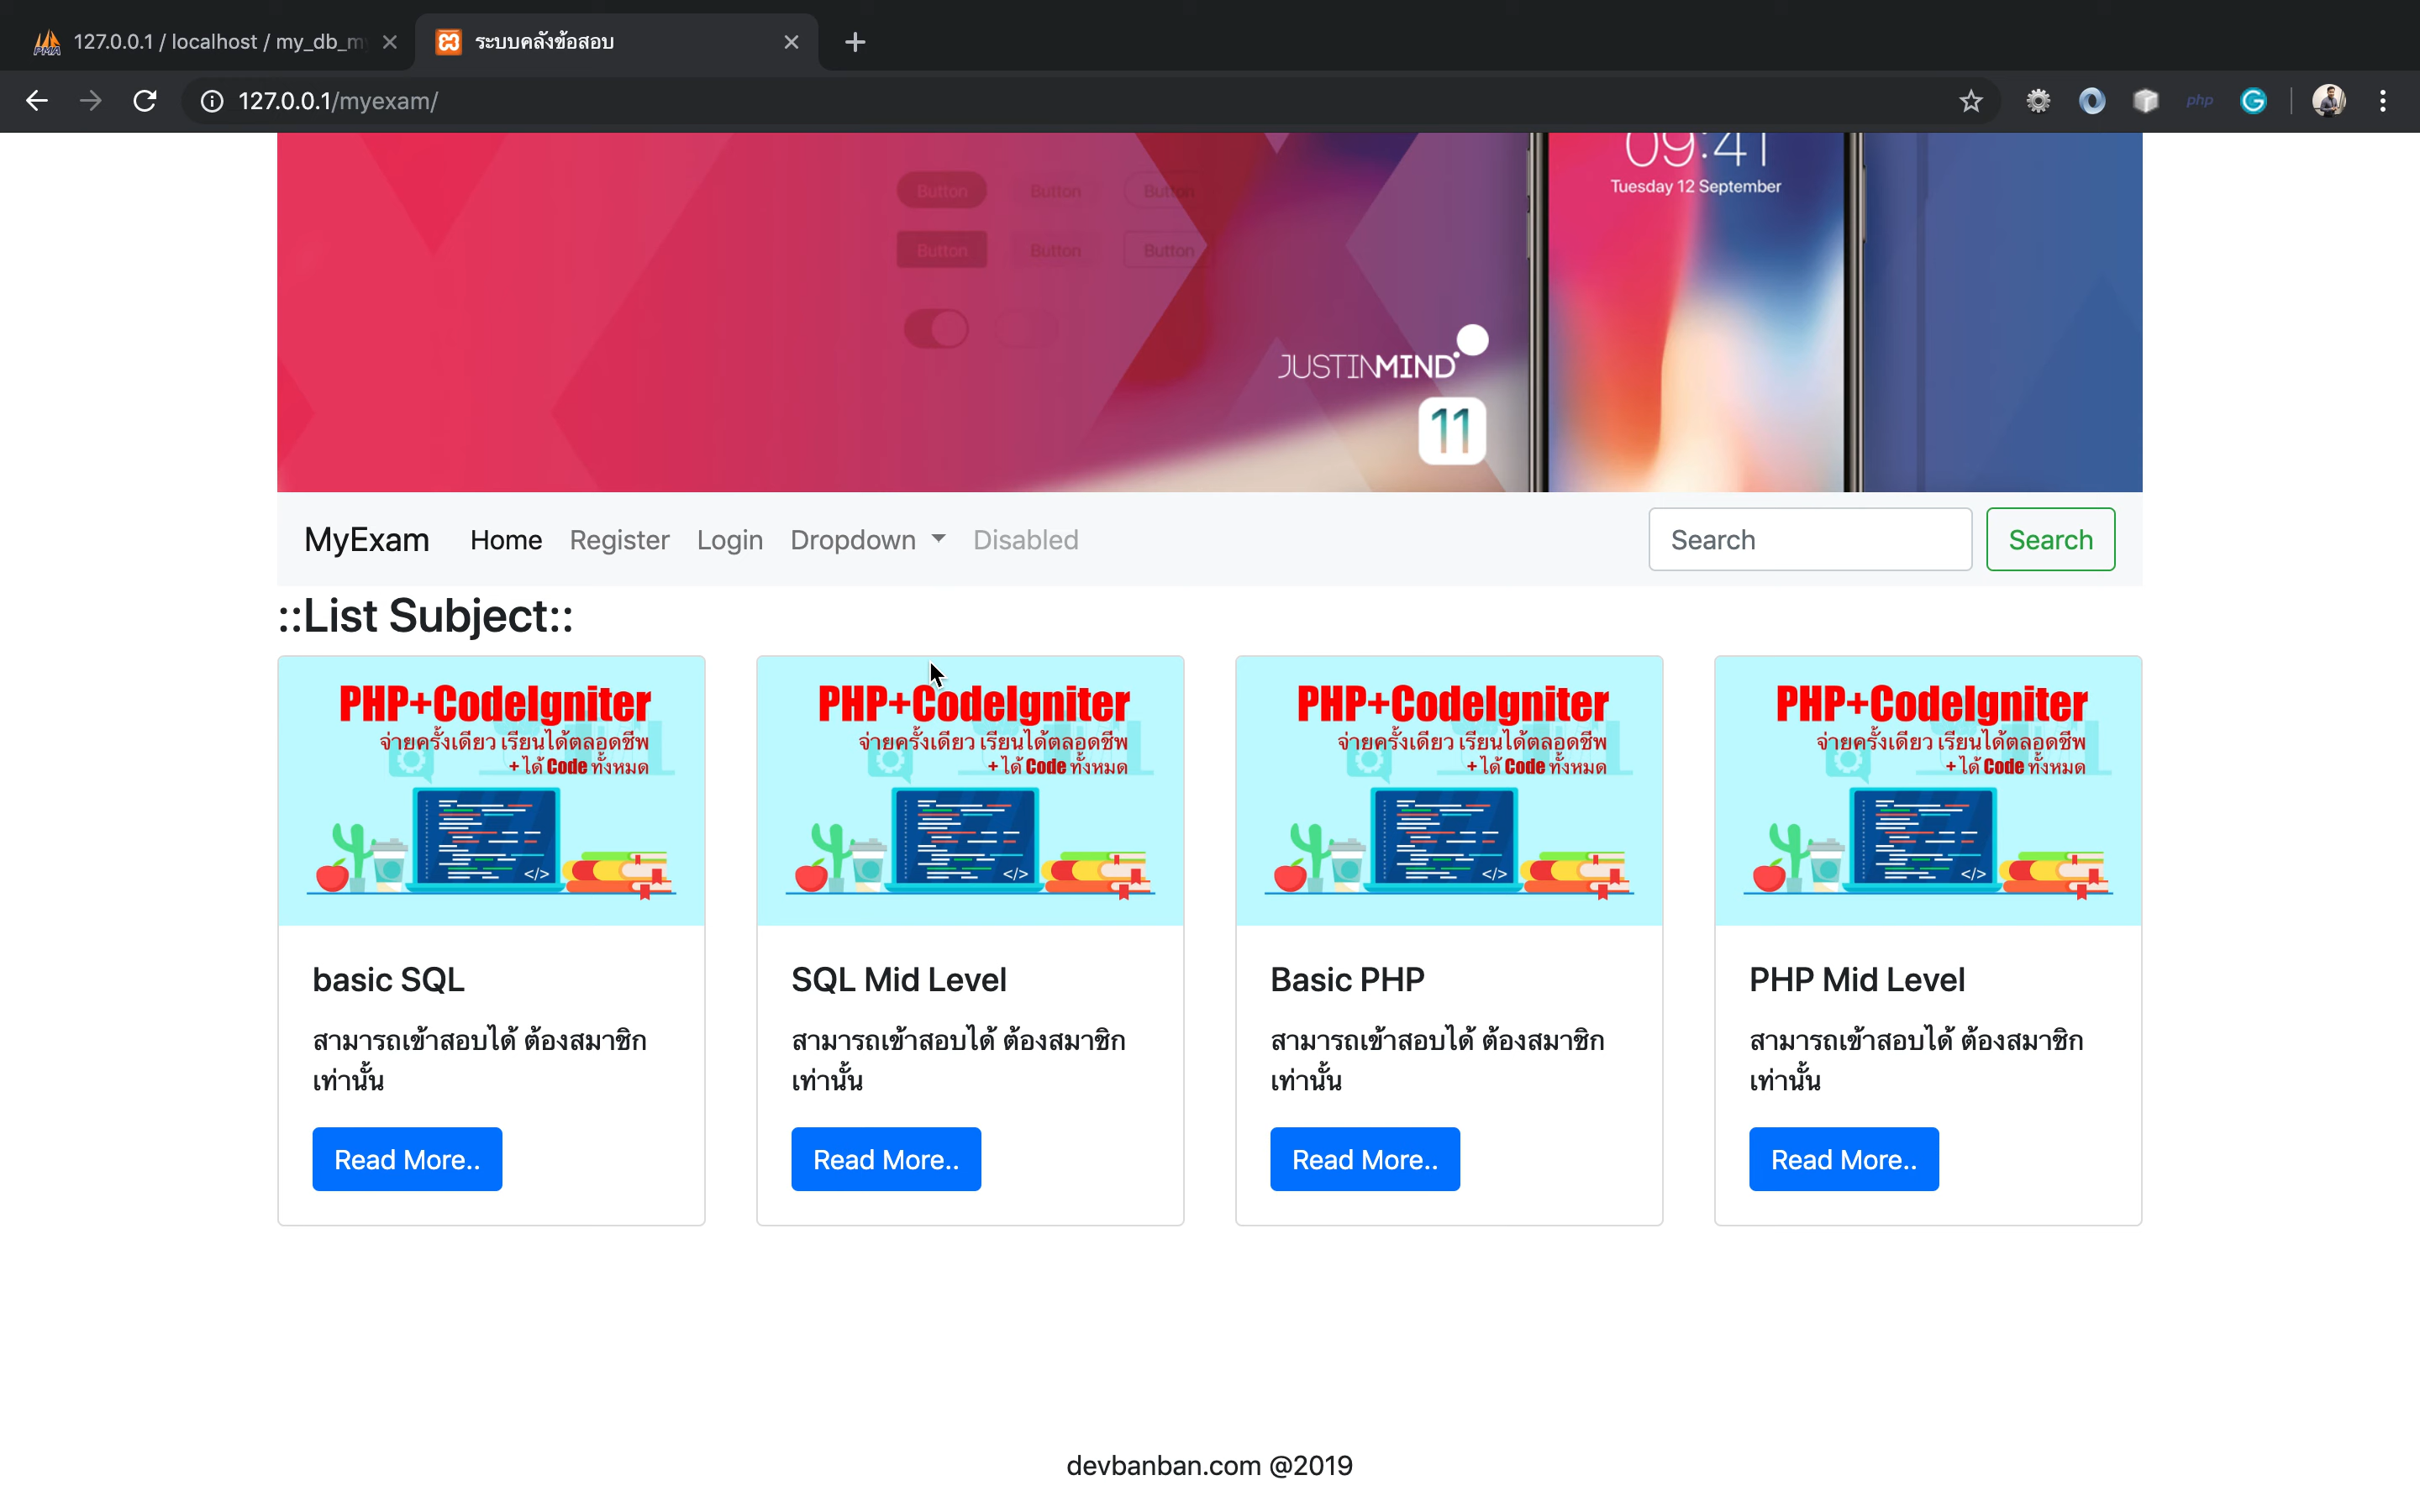 127.0.0.1 / localhost / my_db_m
ระบบคลังข้อสอบ
127.0.0.1/myexam/
php
09:41
Tuesday 12 September
Button Button Button
Button Button Button
JUSTINMIND
11
MyExam Home Register Login Dropdown Disabled Search Search
::List Subject::
PHP+CodeIgniter
จ่ายครั้งเดียว เรียนได้ตลอดชีพ
+ ได้ Code ทั้งหมด
</>
basic SQL
สามารถเข้าสอบได้ ต้องสมาชิก
เท่านั้น
Read More..
PHP+CodeIgniter
จ่ายครั้งเดียว เรียนได้ตลอดชีพ
+ ได้ Code ทั้งหมด
</>
SQL Mid Level
สามารถเข้าสอบได้ ต้องสมาชิก
เท่านั้น
Read More..
PHP+CodeIgniter
จ่ายครั้งเดียว เรียนได้ตลอดชีพ
+ ได้ Code ทั้งหมด
</>
Basic PHP
สามารถเข้าสอบได้ ต้องสมาชิก
เท่านั้น
Read More..
PHP+CodeIgniter
จ่ายครั้งเดียว เรียนได้ตลอดชีพ
+ ได้ Code ทั้งหมด
</>
PHP Mid Level
สามารถเข้าสอบได้ ต้องสมาชิก
เท่านั้น
Read More..
devbanban.com @2019